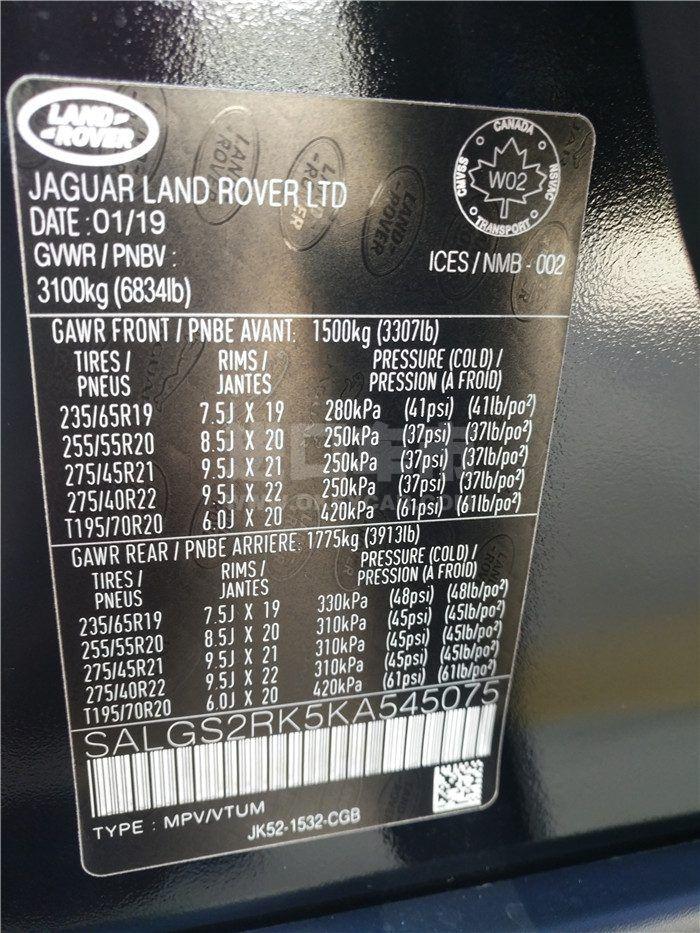 LAND-
-ROVER
JAGUAR LAND ROVER LTD
DATE : 01/19
GVWR / PNBV :
3100kg (6834lb)
CANADA
CMVSS
NSVAC
W02
TRANSPORT
ICES / NMB - 002
GAWR FRONT / PNBE AVANT: 1500kg (3307lb)
TIRES / RIMS / PRESSURE (COLD) /
PNEUS JANTES PRESSION (A FROID)
235/65R19 7.5J X 19 280kPa (41psi) (41lb/po²)
255/55R20 8.5J X 20 250kPa (37psi) (37lb/po²)
275/45R21 9.5J X 21 250kPa (37psi) (37lb/po²)
275/40R22 9.5J X 22 250kPa (37psi) (37lb/po²)
T195/70R20 6.0J X 20 420kPa (61psi) (61lb/po²)
GAWR REAR / PNBE ARRIERE: 1775kg (3913lb)
TIRES / RIMS / PRESSURE (COLD) /
PNEUS JANTES PRESSION (A FROID)
235/65R19 7.5J X 19 330kPa (48psi) (48lb/po²)
255/55R20 8.5J X 20 310kPa (45psi) (45lb/po²)
275/45R21 9.5J X 21 310kPa (45psi) (45lb/po²)
275/40R22 9.5J X 22 310kPa (45psi) (45lb/po²)
T195/70R20 6.0J X 20 420kPa (61psi) (61lb/po²)
SALGS2RK5KA545075
TYPE : MPV/VTUM
JK52-1532-CGB